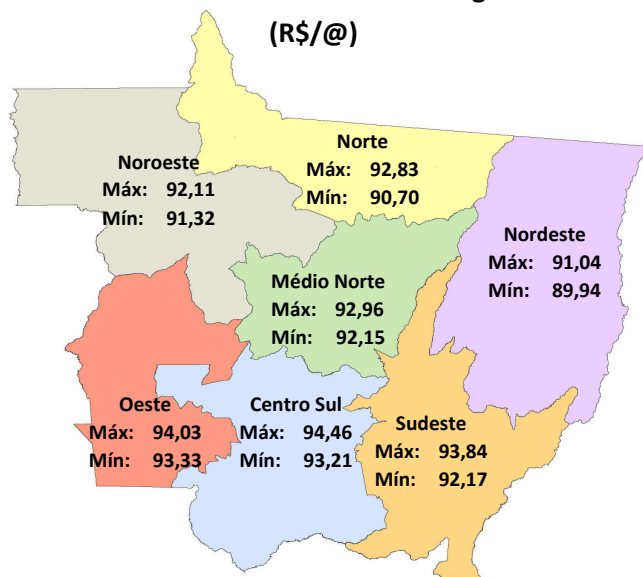 (R$/@)
Norte
Máx: 92,83
Mín: 90,70
Noroeste
Máx: 92,11
Mín: 91,32
Nordeste
Máx: 91,04
Mín: 89,94
Médio Norte
Máx: 92,96
Mín: 92,15
Oeste
Máx: 94,03
Mín: 93,33
Centro Sul
Máx: 94,46
Mín: 93,21
Sudeste
Máx: 93,84
Mín: 92,17